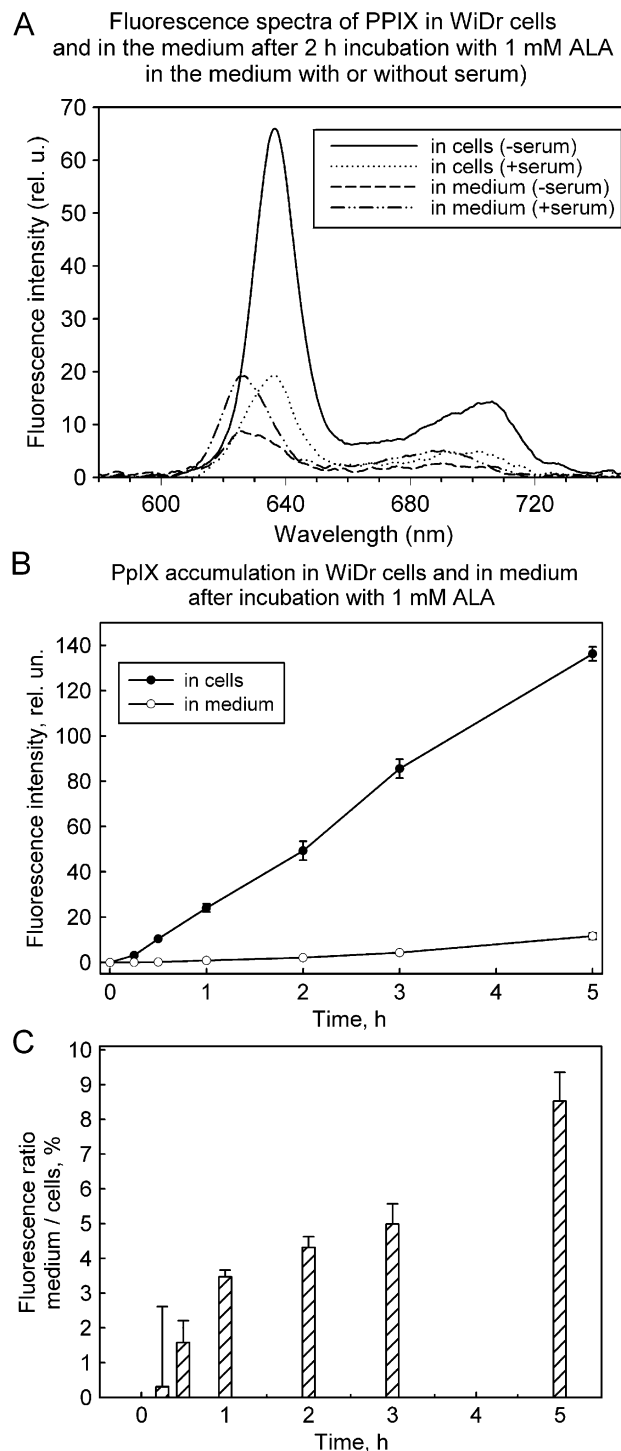 A
Fluorescence spectra of PPIX in WiDr cells
and in the medium after 2 h incubation with 1 mM ALA
in the medium with or without serum)
70
60
50
40
30
20
10
0
Fluorescence intensity (rel. u.)
in cells (-serum)
in cells (+serum)
in medium (-serum)
in medium (+serum)
600
640
680
720
Wavelength (nm)
B
PpIX accumulation in WiDr cells and in medium
after incubation with 1 mM ALA
140
120
100
80
60
40
20
0
Fluorescence intensity, rel. un.
in cells
in medium
0
1
2
3
4
5
Time, h
C
10
9
8
7
6
5
4
3
2
1
0
Fluorescence ratio
medium / cells, %
0
1
2
3
4
5
Time, h